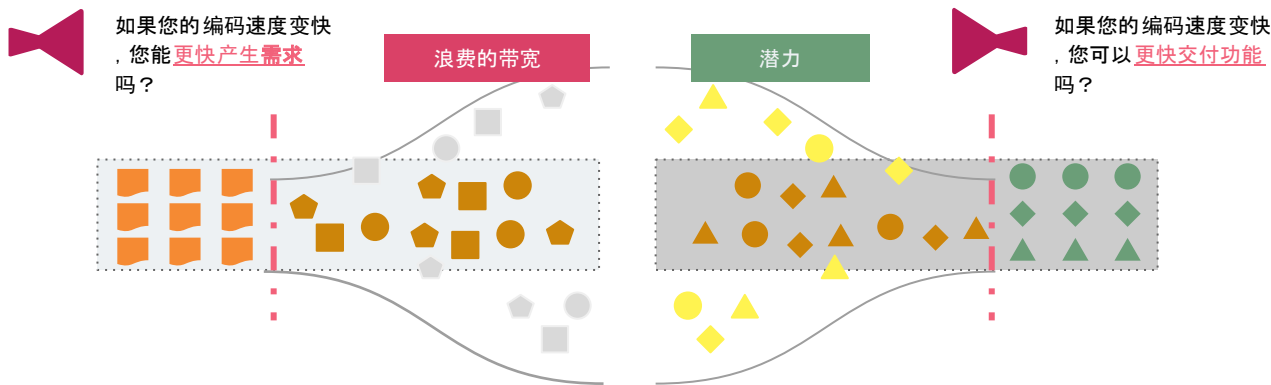 如果您的编码速度变快
，您能更快产生需求
吗？
浪费的带宽
潜力
如果您的编码速度变快
，您可以更快交付功能
吗？